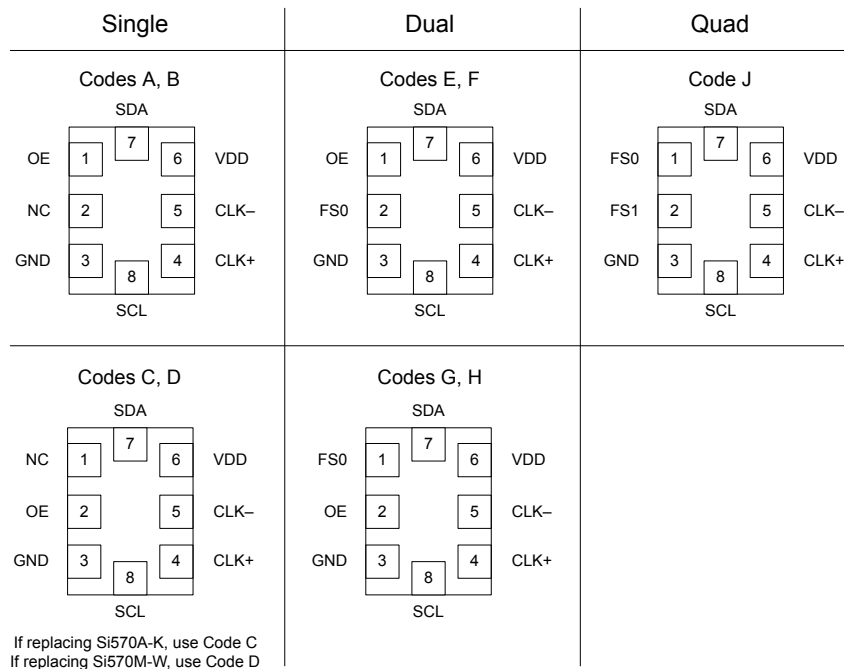 Single
Dual
Quad
Codes A, B
SDA
7
OE 1 6 VDD
NC 2 5 CLK–
GND 3 4 CLK+
8
SCL
Codes E, F
SDA
7
OE 1 6 VDD
FS0 2 5 CLK–
GND 3 4 CLK+
8
SCL
Code J
SDA
7
FS0 1 6 VDD
FS1 2 5 CLK–
GND 3 4 CLK+
8
SCL
Codes C, D
SDA
7
NC 1 6 VDD
OE 2 5 CLK–
GND 3 4 CLK+
8
SCL
If replacing Si570A-K, use Code C
If replacing Si570M-W, use Code D
Codes G, H
SDA
7
FS0 1 6 VDD
OE 2 5 CLK–
GND 3 4 CLK+
8
SCL